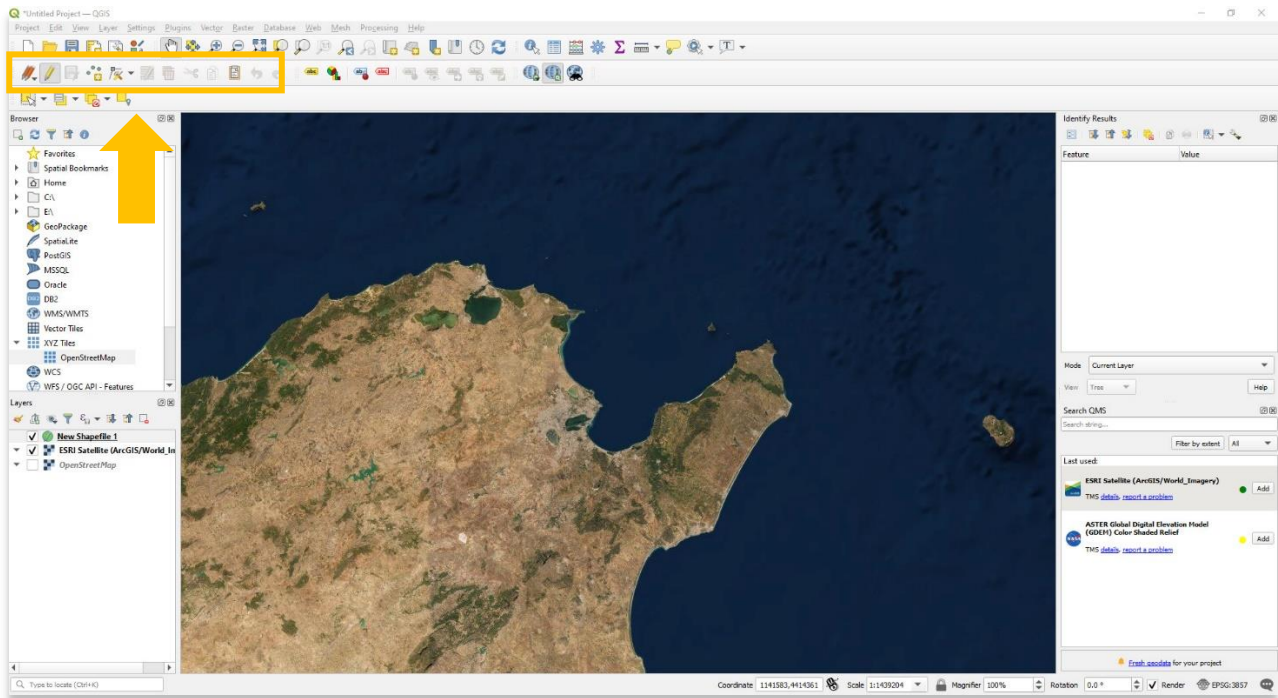 *Untitled Project — QGIS
Project Edit View Layer Settings Plugins Vector Raster Database Web Mesh Processing Help
Browser
Favorites
Spatial Bookmarks
Home
C:\
E:\
GeoPackage
SpatiaLite
PostGIS
MSSQL
Oracle
DB2
WMS/WMTS
Vector Tiles
XYZ Tiles
OpenStreetMap
WCS
WFS / OGC API - Features
Layers
New Shapefile 1
ESRI Satellite (ArcGIS/World_Im
OpenStreetMap
Identify Results
Feature Value
Mode Current Layer
View Tree Help
Search QMS
Search string...
Filter by extent All
Last used:
ESRI Satellite (ArcGIS/World_Imagery)
TMS details, report a problem
Add
ASTER Global Digital Elevation Model
(GDEM) Color Shaded Relief
TMS details, report a problem
Add
Fresh geodata for your project
Type to locate (Ctrl+K)
Coordinate 1141583,4414361 Scale 1:1439204 Magnifier 100% Rotation 0.0 ° Render EPSG:3857